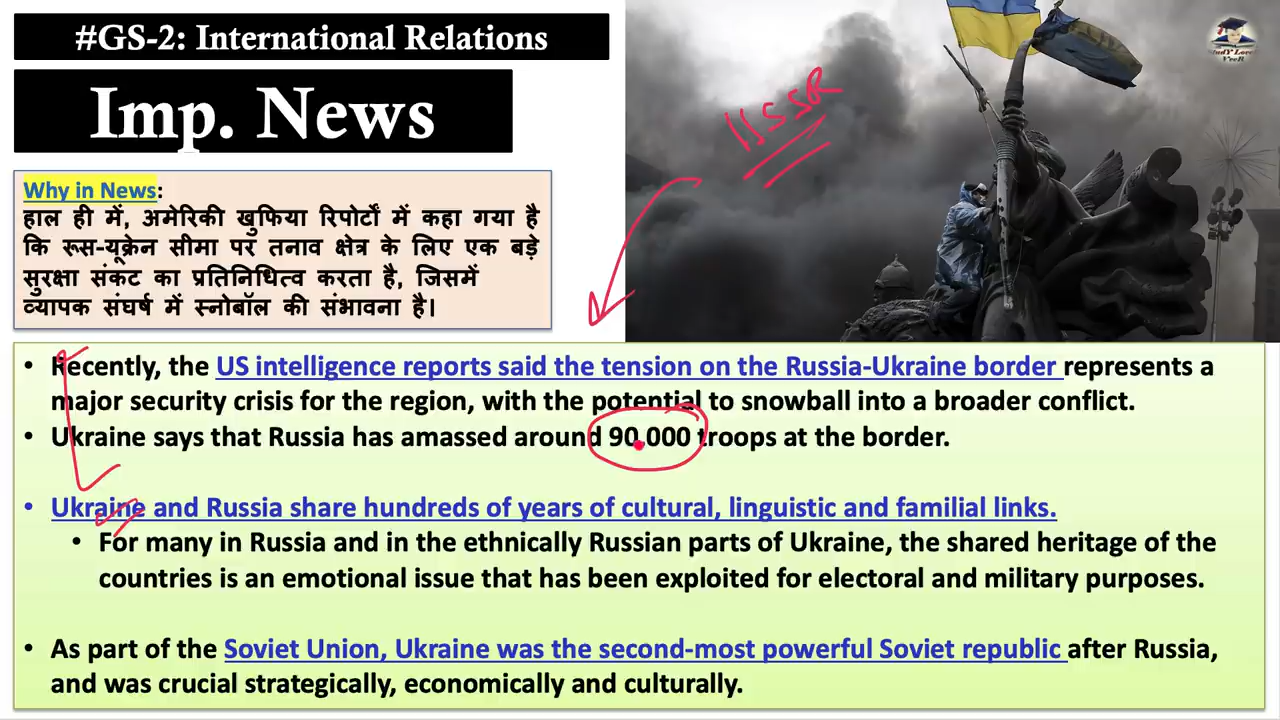 #GS-2: International Relations
Imp. News
Why in News:
हाल ही में, अमेरिकी खुफिया रिपोर्टों में कहा गया है
कि रूस-यूक्रेन सीमा पर तनाव क्षेत्र के लिए एक बड़े
सुरक्षा संकट का प्रतिनिधित्व करता है, जिसमें
व्यापक संघर्ष में स्नोबॉल की संभावना है।
USSR
StudY Lover
VeeR
• Recently, the US intelligence reports said the tension on the Russia-Ukraine border represents a
major security crisis for the region, with the potential to snowball into a broader conflict.
• Ukraine says that Russia has amassed around 90,000 troops at the border.
• Ukraine and Russia share hundreds of years of cultural, linguistic and familial links.
• For many in Russia and in the ethnically Russian parts of Ukraine, the shared heritage of the
countries is an emotional issue that has been exploited for electoral and military purposes.
• As part of the Soviet Union, Ukraine was the second-most powerful Soviet republic after Russia,
and was crucial strategically, economically and culturally.